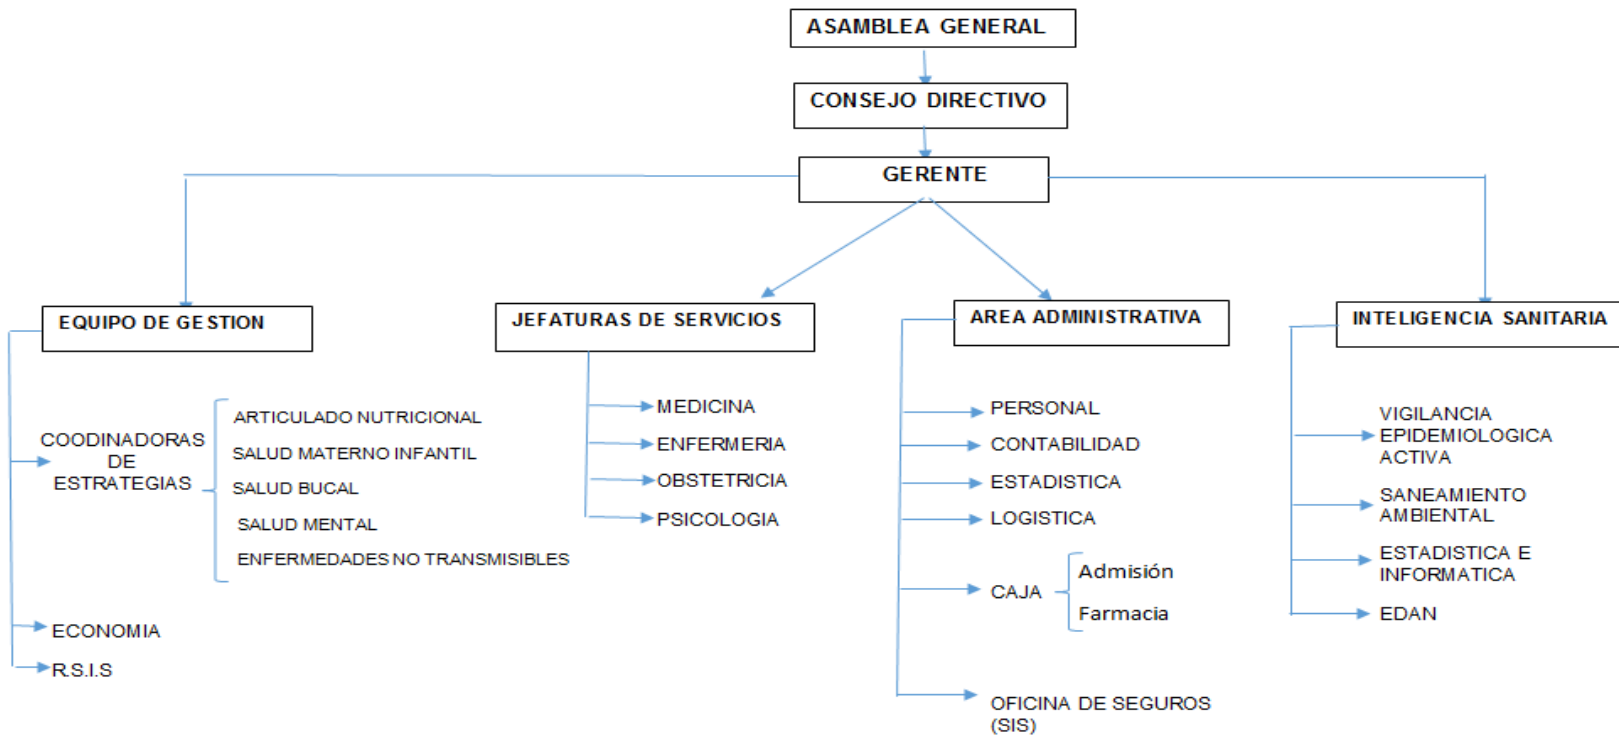 ASAMBLEA GENERAL
CONSEJO DIRECTIVO
GERENTE
EQUIPO DE GESTION
COODINADORAS
DE
ESTRATEGIAS
ARTICULADO NUTRICIONAL
SALUD MATERNO INFANTIL
SALUD BUCAL
SALUD MENTAL
ENFERMEDADES NO TRANSMISIBLES
ECONOMIA
R.S.I.S
JEFATURAS DE SERVICIOS
MEDICINA
ENFERMERIA
OBSTETRICIA
PSICOLOGIA
AREA ADMINISTRATIVA
PERSONAL
CONTABILIDAD
ESTADISTICA
LOGISTICA
CAJA
Admisión
Farmacia
OFICINA DE SEGUROS
(SIS)
INTELIGENCIA SANITARIA
VIGILANCIA
EPIDEMIOLOGICA
ACTIVA
SANEAMIENTO
AMBIENTAL
ESTADISTICA E
INFORMATICA
EDAN